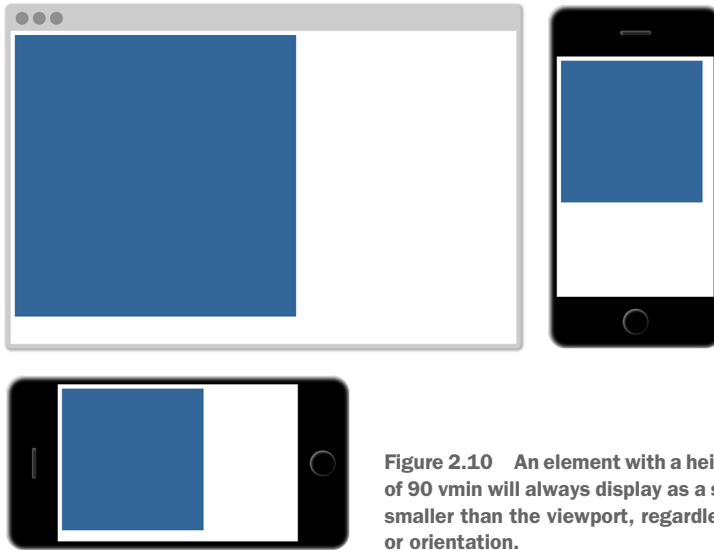 Figure 2.10 An element with a hei
of 90 vmin will always display as a s
smaller than the viewport, regardle
or orientation.